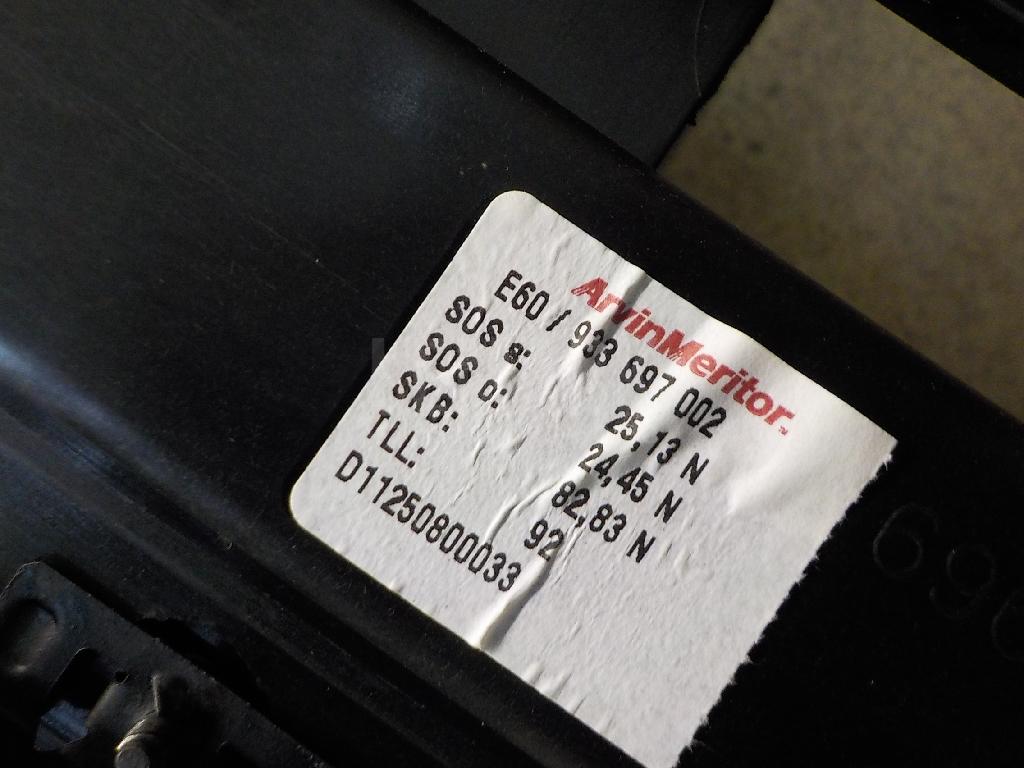 ArvinMeritor
E60 / 933 697 002
SOS s: 25,13 N
SOS o: 24,45 N
SKB: 82,83 N
TLL: 92
D11250800033